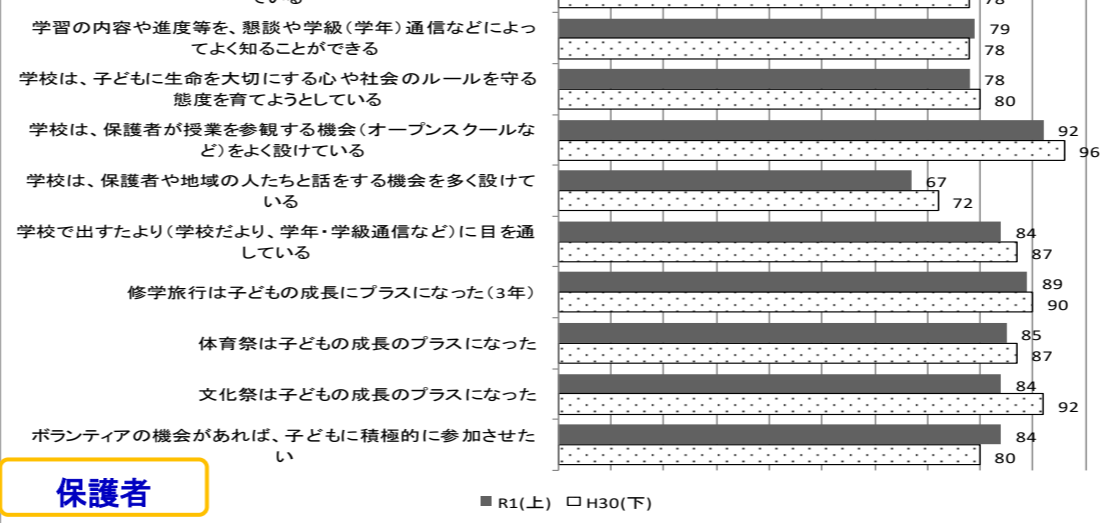 ている
78
学習の内容や進度等を、懇談や学級(学年)通信などによっ
てよく知ることができる
79
78
学校は、子どもに生命を大切にする心や社会のルールを守る
態度を育てようとしている
78
80
学校は、保護者が授業を参観する機会(オープンスクールな
ど)をよく設けている
92
96
学校は、保護者や地域の人たちと話をする機会を多く設けて
いる
67
72
学校で出すたより(学校だより、学年・学級通信など)に目を通
している
84
87
修学旅行は子どもの成長にプラスになった(3年)
89
90
体育祭は子どもの成長のプラスになった
85
87
文化祭は子どもの成長のプラスになった
84
92
ボランティアの機会があれば、子どもに積極的に参加させた
い
84
80
保護者
R1(上) H30(下)